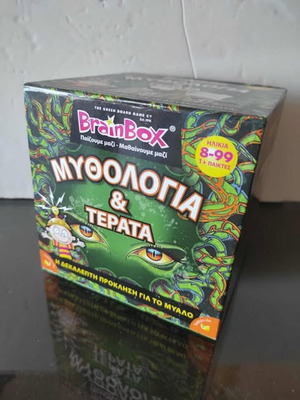 THE GREEN BOARD GAME CO
BrainBox®
Παίζουμε μαζί - Μαθαίνουμε μαζί
ΗΛΙΚΙΑ
8-99
1+ ΠΑΙΚΤΕΣ
ΜΥΘΟΛΟΓΙΑ
&
ΤΕΡΑΤΑ
Η ΔΕΚΑΛΕΠΤΗ ΠΡΟΚΛΗΣΗ ΓΙΑ ΤΟ ΜΥΑΛΟ